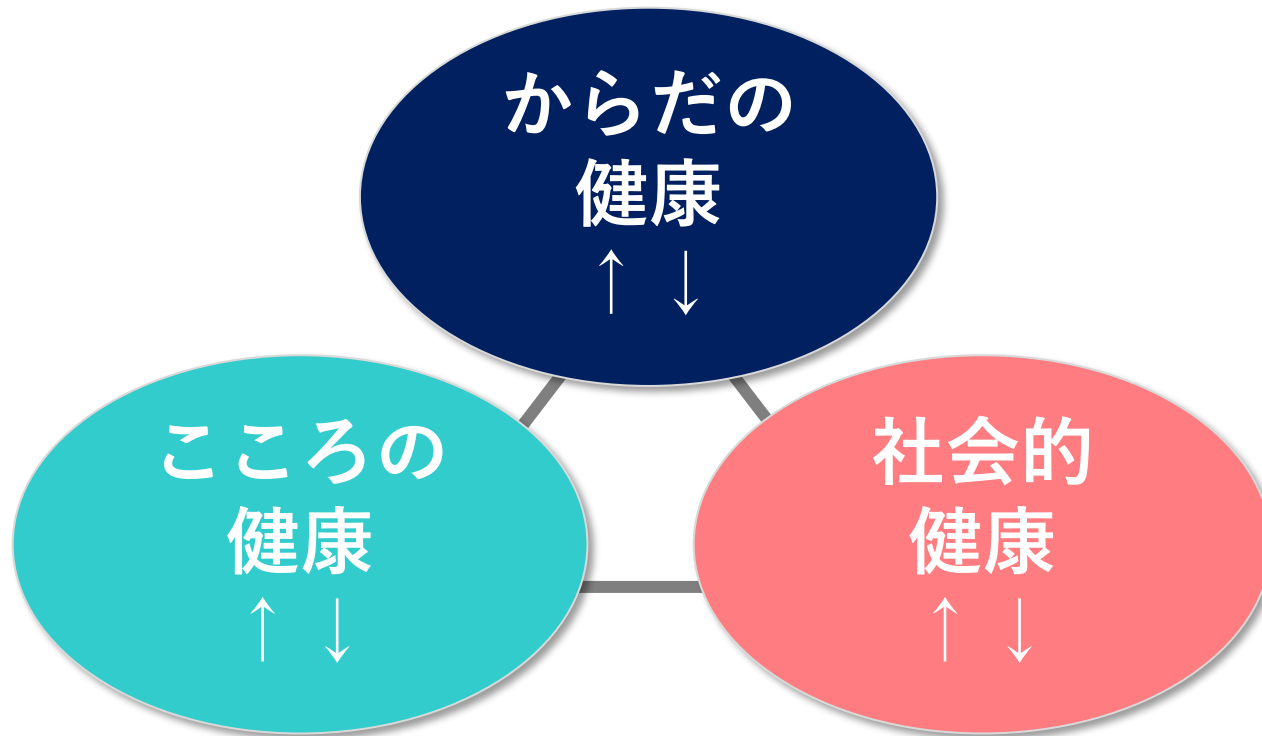 からだの
健康
↑ ↓
こころの
健康
↑ ↓
社会的
健康
↑ ↓